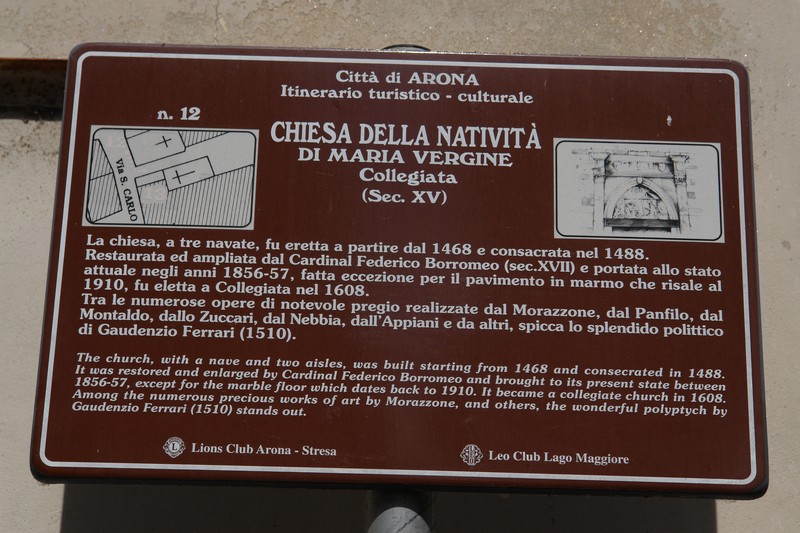 Città di ARONA
Itinerario turistico - culturale
n. 12
Via S. CARLO
CHIESA DELLA NATIVITÀ
DI MARIA VERGINE
Collegiata
(Sec. XV)
La chiesa, a tre navate, fu eretta a partire dal 1468 e consacrata nel 1488.
Restaurata ed ampliata dal Cardinal Federico Borromeo (sec.XVII) e portata allo stato
attuale negli anni 1856-57, fatta eccezione per il pavimento in marmo che risale al
1910, fu eletta a Collegiata nel 1608.
Tra le numerose opere di notevole pregio realizzate dal Morazzone, dal Panfilo, dal
Montaldo, dallo Zuccari, dal Nebbia, dall'Appiani e da altri, spicca lo splendido polittico
di Gaudenzio Ferrari (1510).
The church, with a nave and two aisles, was built starting from 1468 and consecrated in 1488.
It was restored and enlarged by Cardinal Federico Borromeo and brought to its present state between
1856-57, except for the marble floor which dates back to 1910. It became a collegiate church in 1608.
Among the numerous precious works of art by Morazzone, and others, the wonderful polyptych by
Gaudenzio Ferrari (1510) stands out.
Lions Club Arona - Stresa
Leo Club Lago Maggiore